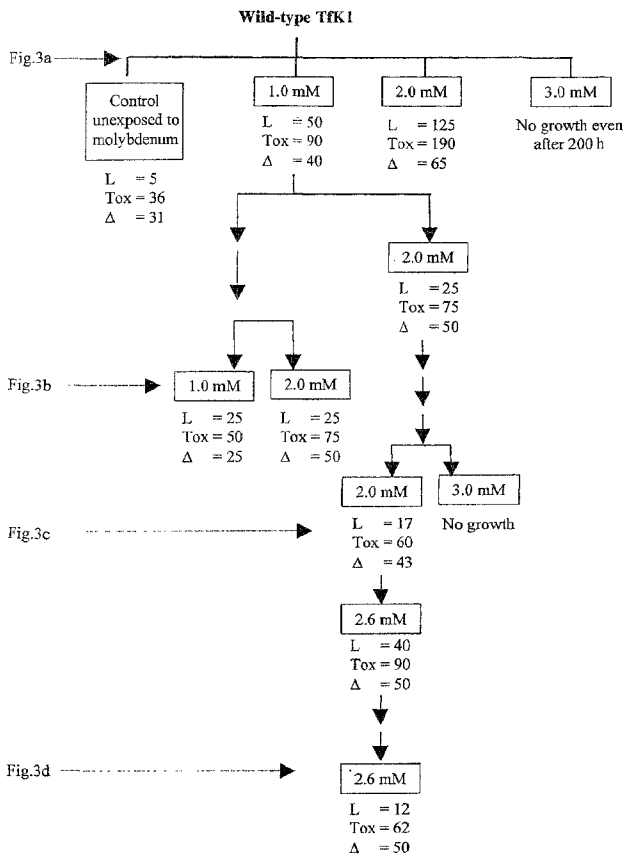 Wild-type TfK1
Fig.3a
Control
unexposed to
molybdenum
L = 5
Tox = 36
Δ = 31
1.0 mM
L = 50
Tox = 90
Δ = 40
2.0 mM
L = 125
Tox = 190
Δ = 65
3.0 mM
No growth even
after 200 h
2.0 mM
L = 25
Tox = 75
Δ = 50
Fig.3b
1.0 mM
L = 25
Tox = 50
Δ = 25
2.0 mM
L = 25
Tox = 75
Δ = 50
Fig.3c
2.0 mM
L = 17
Tox = 60
Δ = 43
3.0 mM
No growth
2.6 mM
L = 40
Tox = 90
Δ = 50
Fig.3d
2.6 mM
L = 12
Tox = 62
Δ = 50